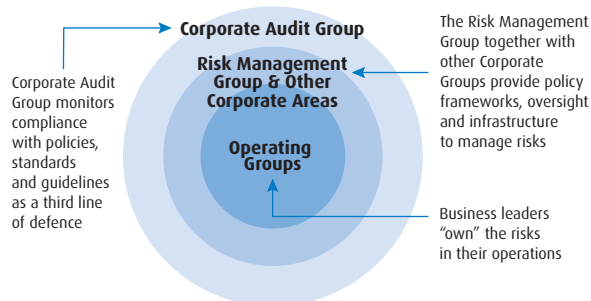 Corporate Audit Group
Risk Management
Group & Other
Corporate Areas
Operating
Groups
Corporate Audit
Group monitors
compliance
with policies,
standards
and guidelines
as a third line
of defence
The Risk Management
Group together with
other Corporate
Groups provide policy
frameworks, oversight
and infrastructure
to manage risks
Business leaders
“own” the risks
in their operations